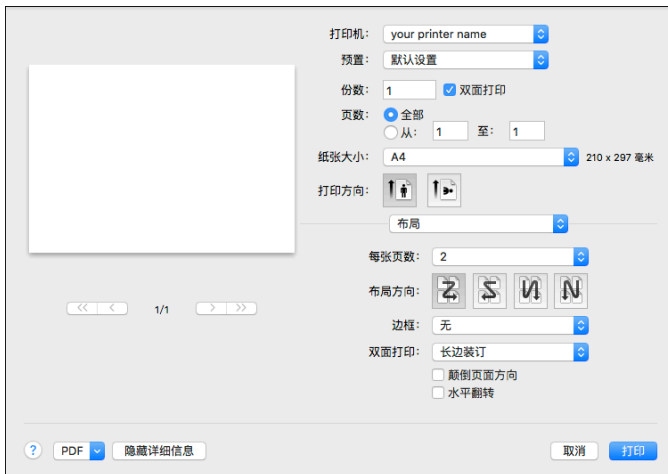 打印机: your printer name
预置: 默认设置
份数: 1 双面打印
页数: 全部
从: 1 至: 1
纸张大小: A4 210 x 297 毫米
打印方向:
布局
每张页数: 2
布局方向:
边框: 无
双面打印: 长边装订
颠倒页面方向
水平翻转
<< < 1/1 > >>
? PDF 隐藏详细信息 取消 打印